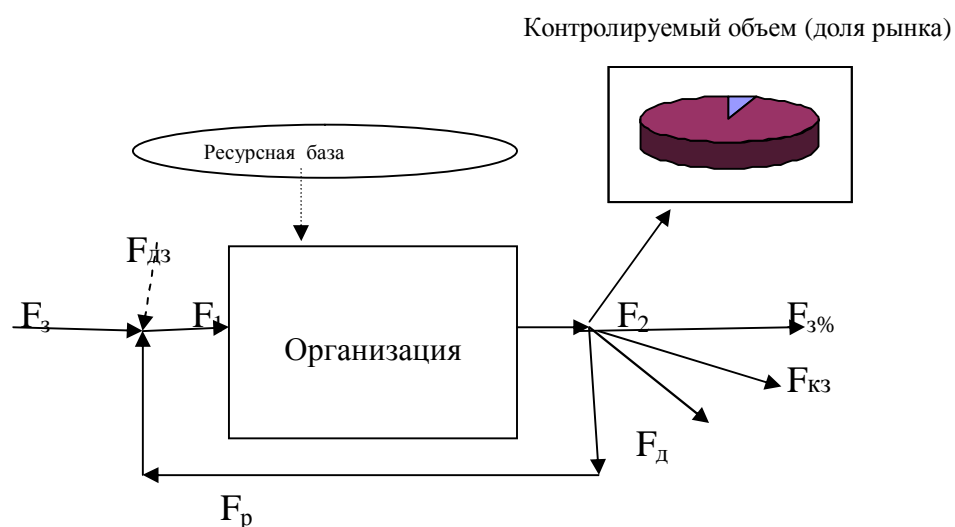 Контролируемый объем (доля рынка)
Ресурсная база
Fдз
Fз
F1
Организация
F2
Fз%
Fкз
Fд
Fр